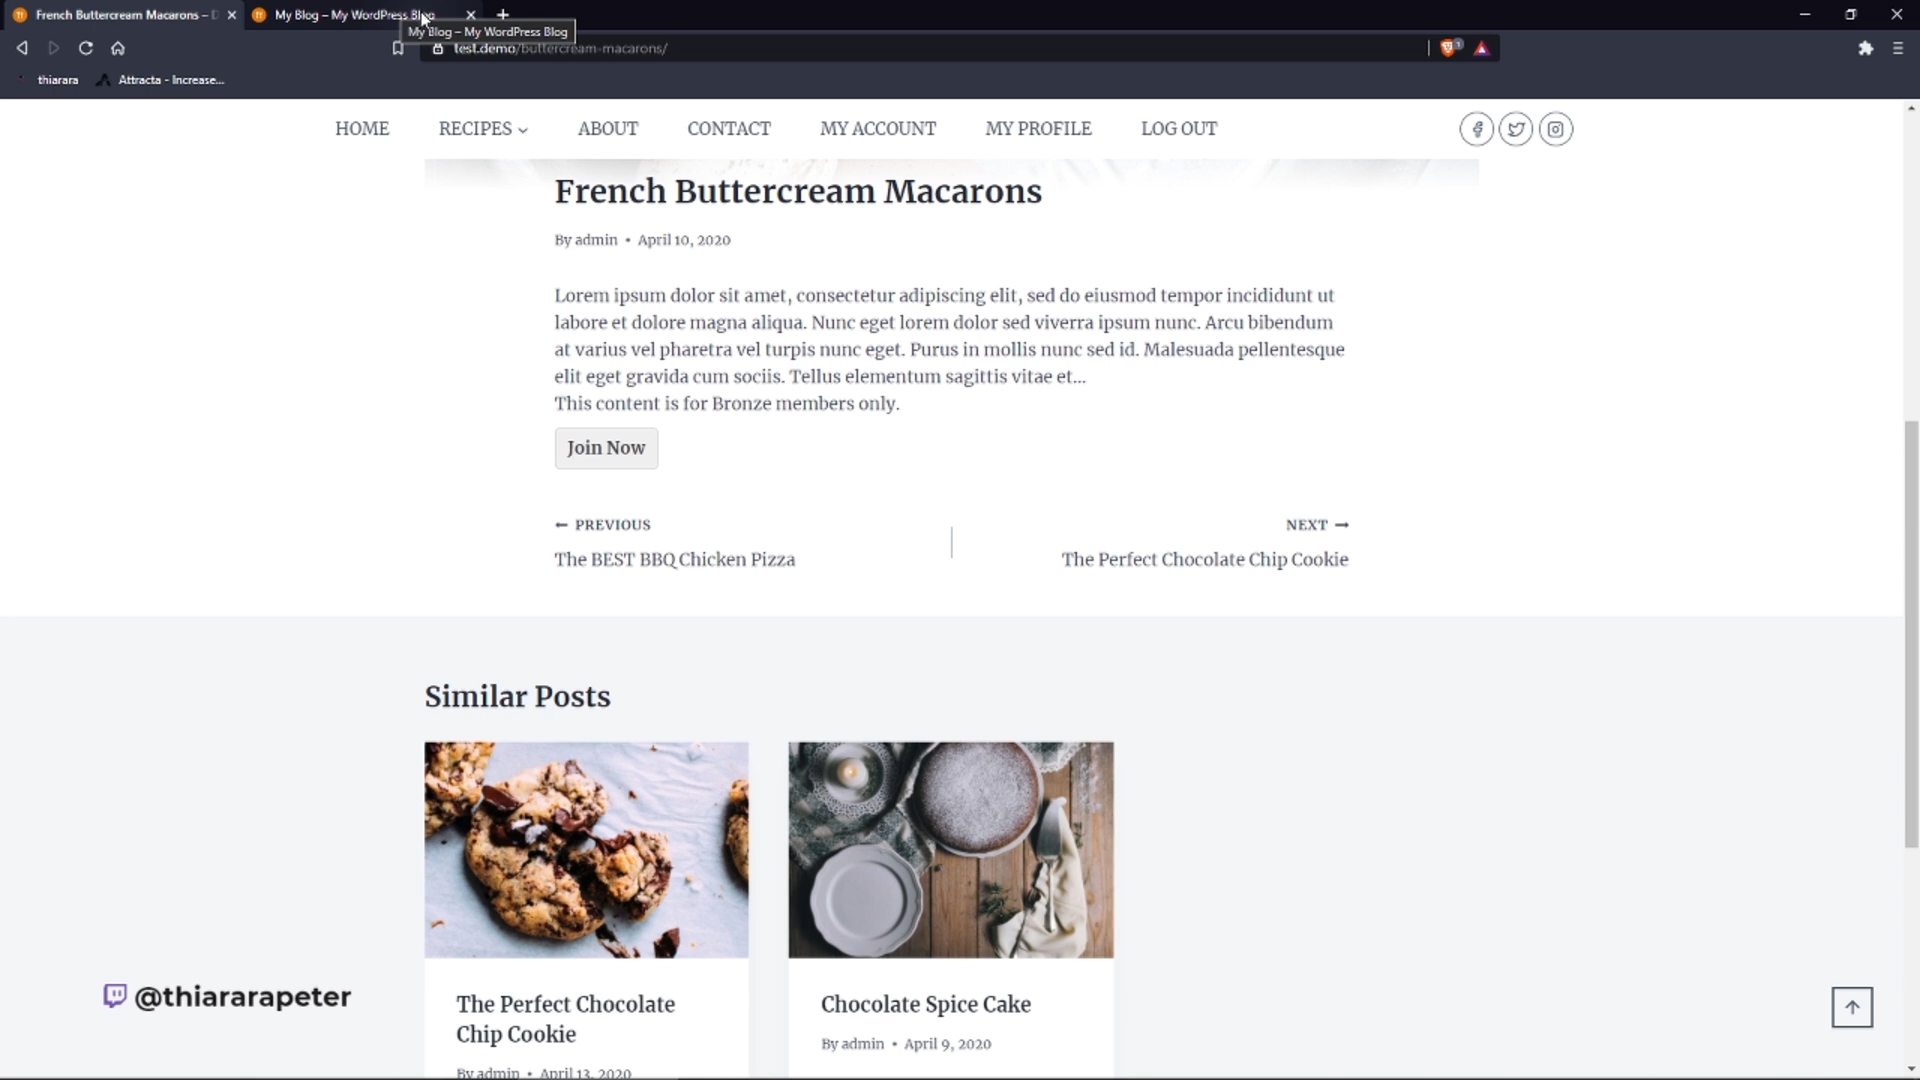 French Buttercream Macarons –
My Blog – My WordPress Blog
My Blog – My WordPress Blog
test.demo/buttercream-macarons/
1
thiarara
Attracta - Increase...
HOME
RECIPES
ABOUT
CONTACT
MY ACCOUNT
MY PROFILE
LOG OUT
French Buttercream Macarons
By admin • April 10, 2020
Lorem ipsum dolor sit amet, consectetur adipiscing elit, sed do eiusmod tempor incididunt ut
labore et dolore magna aliqua. Nunc eget lorem dolor sed viverra ipsum nunc. Arcu bibendum
at varius vel pharetra vel turpis nunc eget. Purus in mollis nunc sed id. Malesuada pellentesque
elit eget gravida cum sociis. Tellus elementum sagittis vitae et...
This content is for Bronze members only.
Join Now
← PREVIOUS
The BEST BBQ Chicken Pizza
NEXT →
The Perfect Chocolate Chip Cookie
Similar Posts
The Perfect Chocolate
Chip Cookie
By admin • April 13, 2020
Chocolate Spice Cake
By admin • April 9, 2020
@thiararapeter